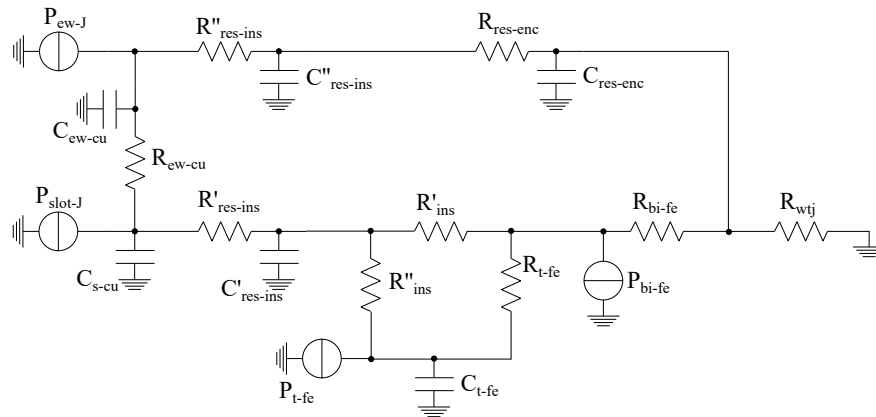 P_ew-J
R"_res-ins
R_res-enc
C"_res-ins
C_res-enc
C_ew-cu
R_ew-cu
P_slot-J
R'_res-ins
R'_ins
R_bi-fe
R_wtj
C_s-cu
C'_res-ins
R"_ins
R_t-fe
P_bi-fe
P_t-fe
C_t-fe